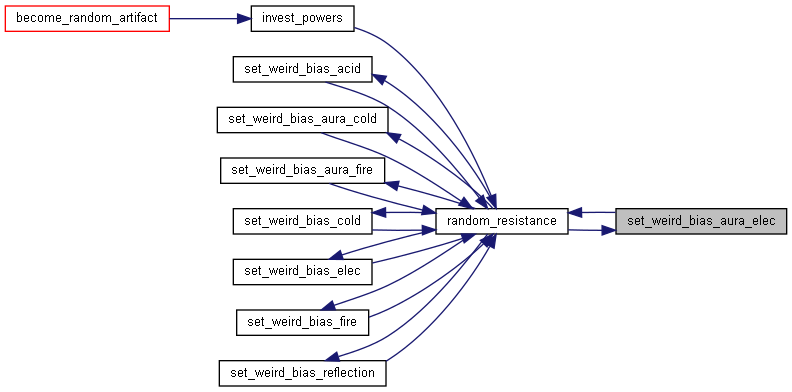 become_random_artifact
invest_powers
set_weird_bias_acid
set_weird_bias_aura_cold
set_weird_bias_aura_fire
set_weird_bias_cold
random_resistance
set_weird_bias_aura_elec
set_weird_bias_elec
set_weird_bias_fire
set_weird_bias_reflection